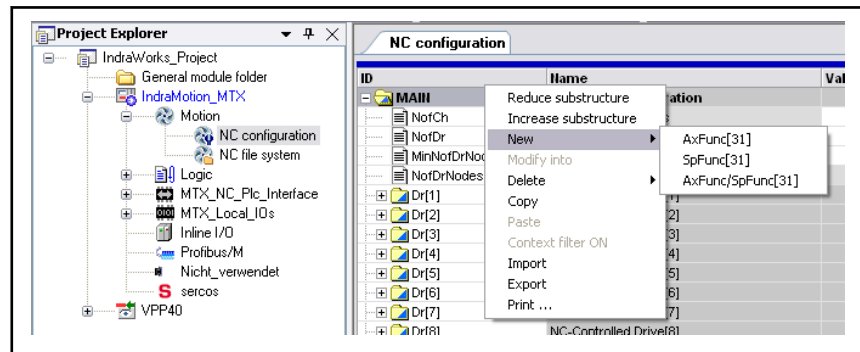 Project Explorer
IndraWorks_Project
General module folder
IndraMotion_MTX
Motion
NC configuration
NC file system
Logic
MTX_NC_Plc_Interface
MTX_Local_IOs
Inline I/O
Profibus/M
Nicht_verwendet
sercos
VPP40
NC configuration
ID Name Val
MAIN ration
NofCh
NofDr
MinNofDrNod
NofDrNodes
Dr[1]
Dr[2]
Dr[3]
Dr[4]
Dr[5]
Dr[6]
Dr[7]
Dr[8] NC-Controlled Drive[8]
Reduce substructure
Increase substructure
New
Modify into
Delete
Copy
Paste
Context filter ON
Import
Export
Print ...
AxFunc[31]
SpFunc[31]
AxFunc/SpFunc[31]